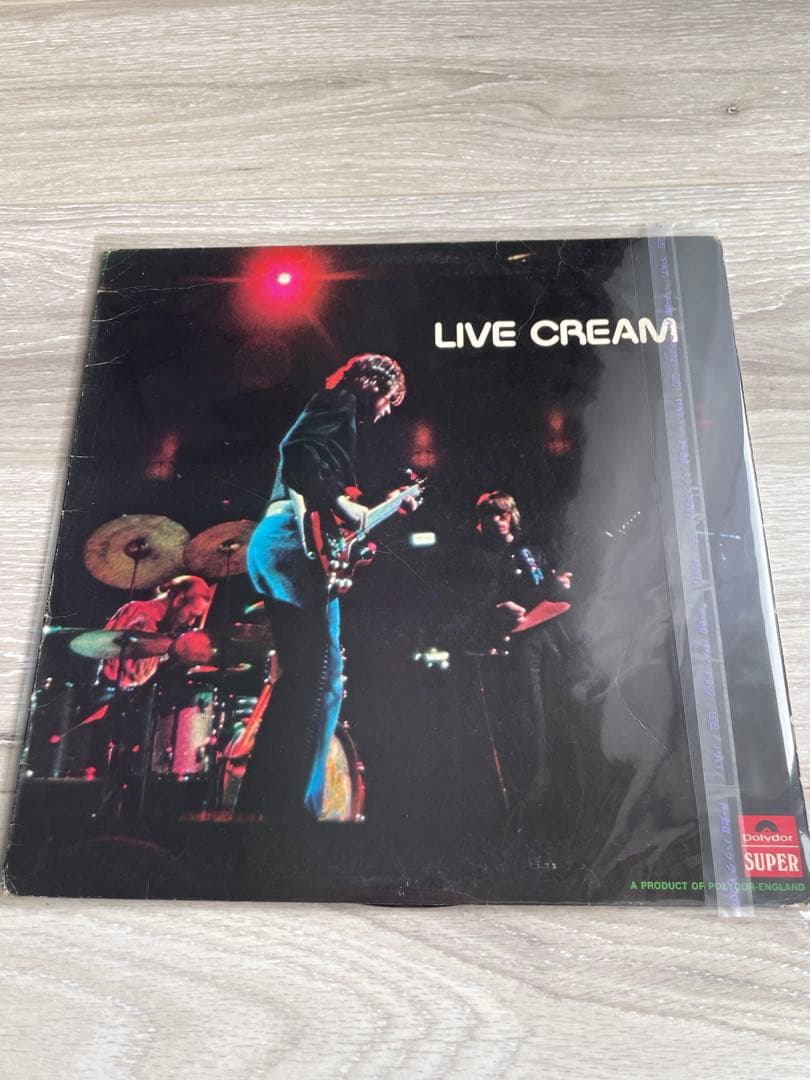 LIVE CREAM
polydor
SUPER
A PRODUCT OF POLYDOR-ENGLAND